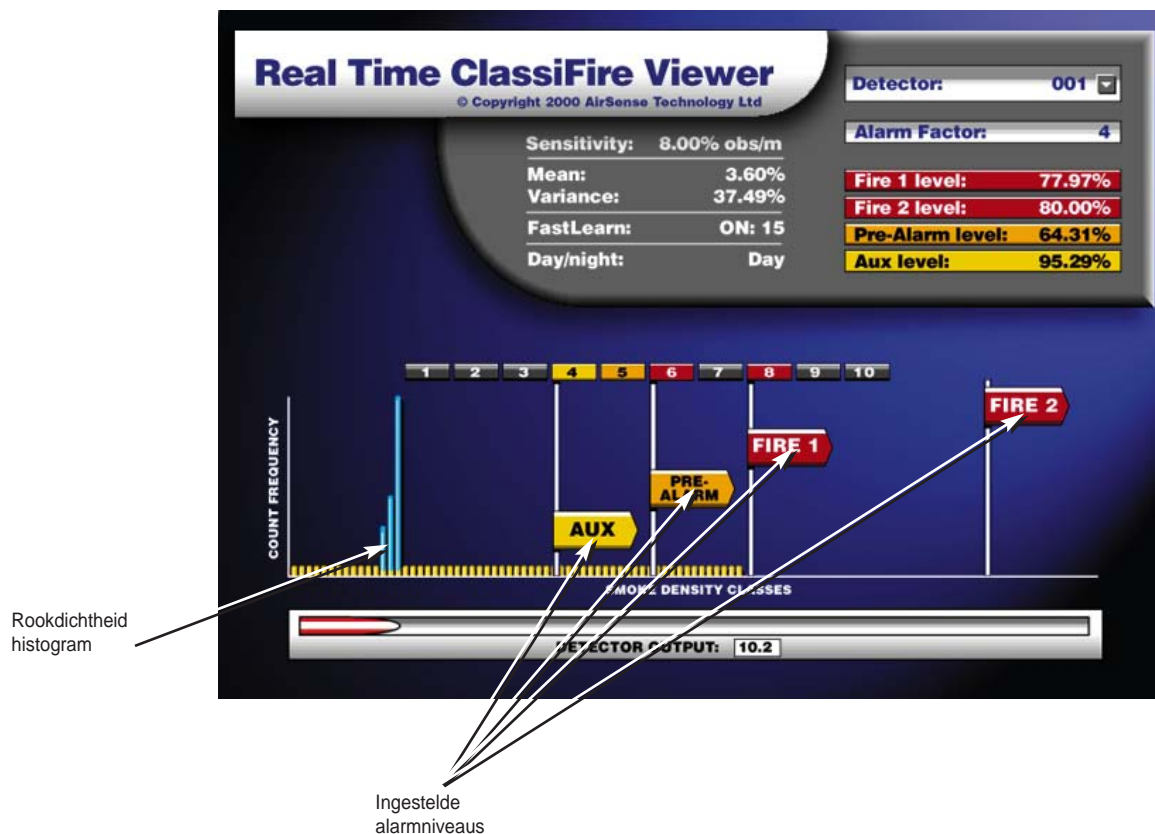 Real Time ClassiFire Viewer
© Copyright 2000 AirSense Technology Ltd
Detector: 001
Alarm Factor: 4
Sensitivity: 8.00% obs/m
Mean: 3.60%
Variance: 37.49%
FastLearn: ON: 15
Day/night: Day
Fire 1 level: 77.97%
Fire 2 level: 80.00%
Pre-Alarm level: 64.31%
Aux level: 95.29%
1 2 3 4 5 6 7 8 9 10
FIRE 2
FIRE 1
PRE-
ALARM
AUX
COUNT FREQUENCY
SMOKE DENSITY CLASSES
DETECTOR OUTPUT: 10.2
Rookdichtheid
histogram
Ingestelde
alarmniveaus